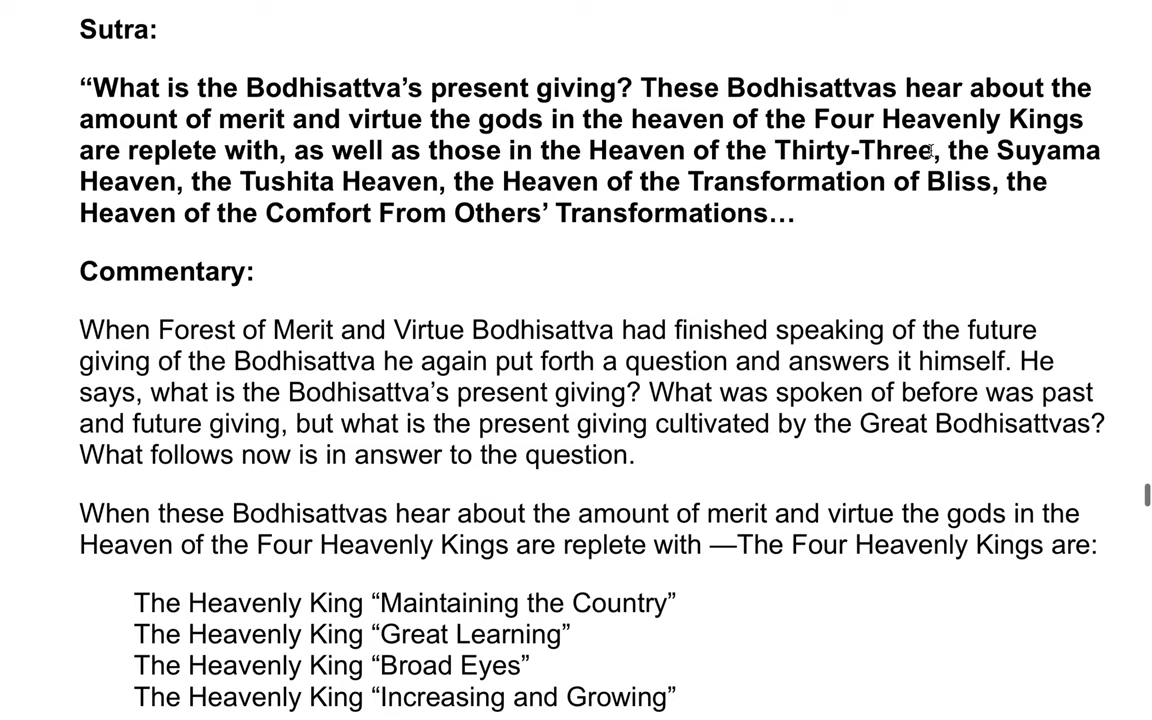 Sutra:
“What is the Bodhisattva’s present giving? These Bodhisattvas hear about the
amount of merit and virtue the gods in the heaven of the Four Heavenly Kings
are replete with, as well as those in the Heaven of the Thirty-Three, the Suyama
Heaven, the Tushita Heaven, the Heaven of the Transformation of Bliss, the
Heaven of the Comfort From Others’ Transformations…
Commentary:
When Forest of Merit and Virtue Bodhisattva had finished speaking of the future
giving of the Bodhisattva he again put forth a question and answers it himself. He
says, what is the Bodhisattva’s present giving? What was spoken of before was past
and future giving, but what is the present giving cultivated by the Great Bodhisattvas?
What follows now is in answer to the question.
When these Bodhisattvas hear about the amount of merit and virtue the gods in the
Heaven of the Four Heavenly Kings are replete with —The Four Heavenly Kings are:
The Heavenly King “Maintaining the Country”
The Heavenly King “Great Learning”
The Heavenly King “Broad Eyes”
The Heavenly King “Increasing and Growing”